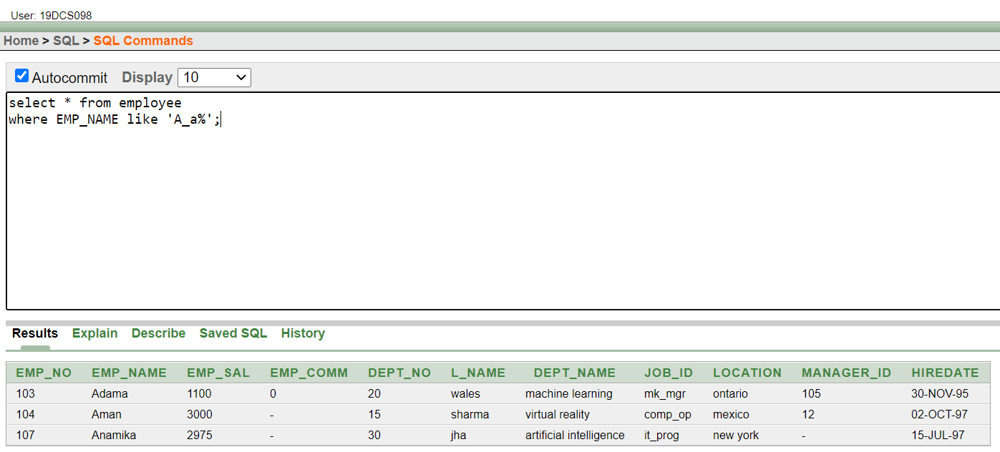 User: 19DCS098
Home > SQL > SQL Commands
Autocommit Display 10
select * from employee
where EMP_NAME like 'A_a%';
Results Explain Describe Saved SQL History
EMP_NO EMP_NAME EMP_SAL EMP_COMM DEPT_NO L_NAME DEPT_NAME JOB_ID LOCATION MANAGER_ID HIREDATE
103 Adama 1100 0 20 wales machine learning mk_mgr ontario 105 30-NOV-95
104 Aman 3000 - 15 sharma virtual reality comp_op mexico 12 02-OCT-97
107 Anamika 2975 - 30 jha artificial intelligence it_prog new york - 15-JUL-97